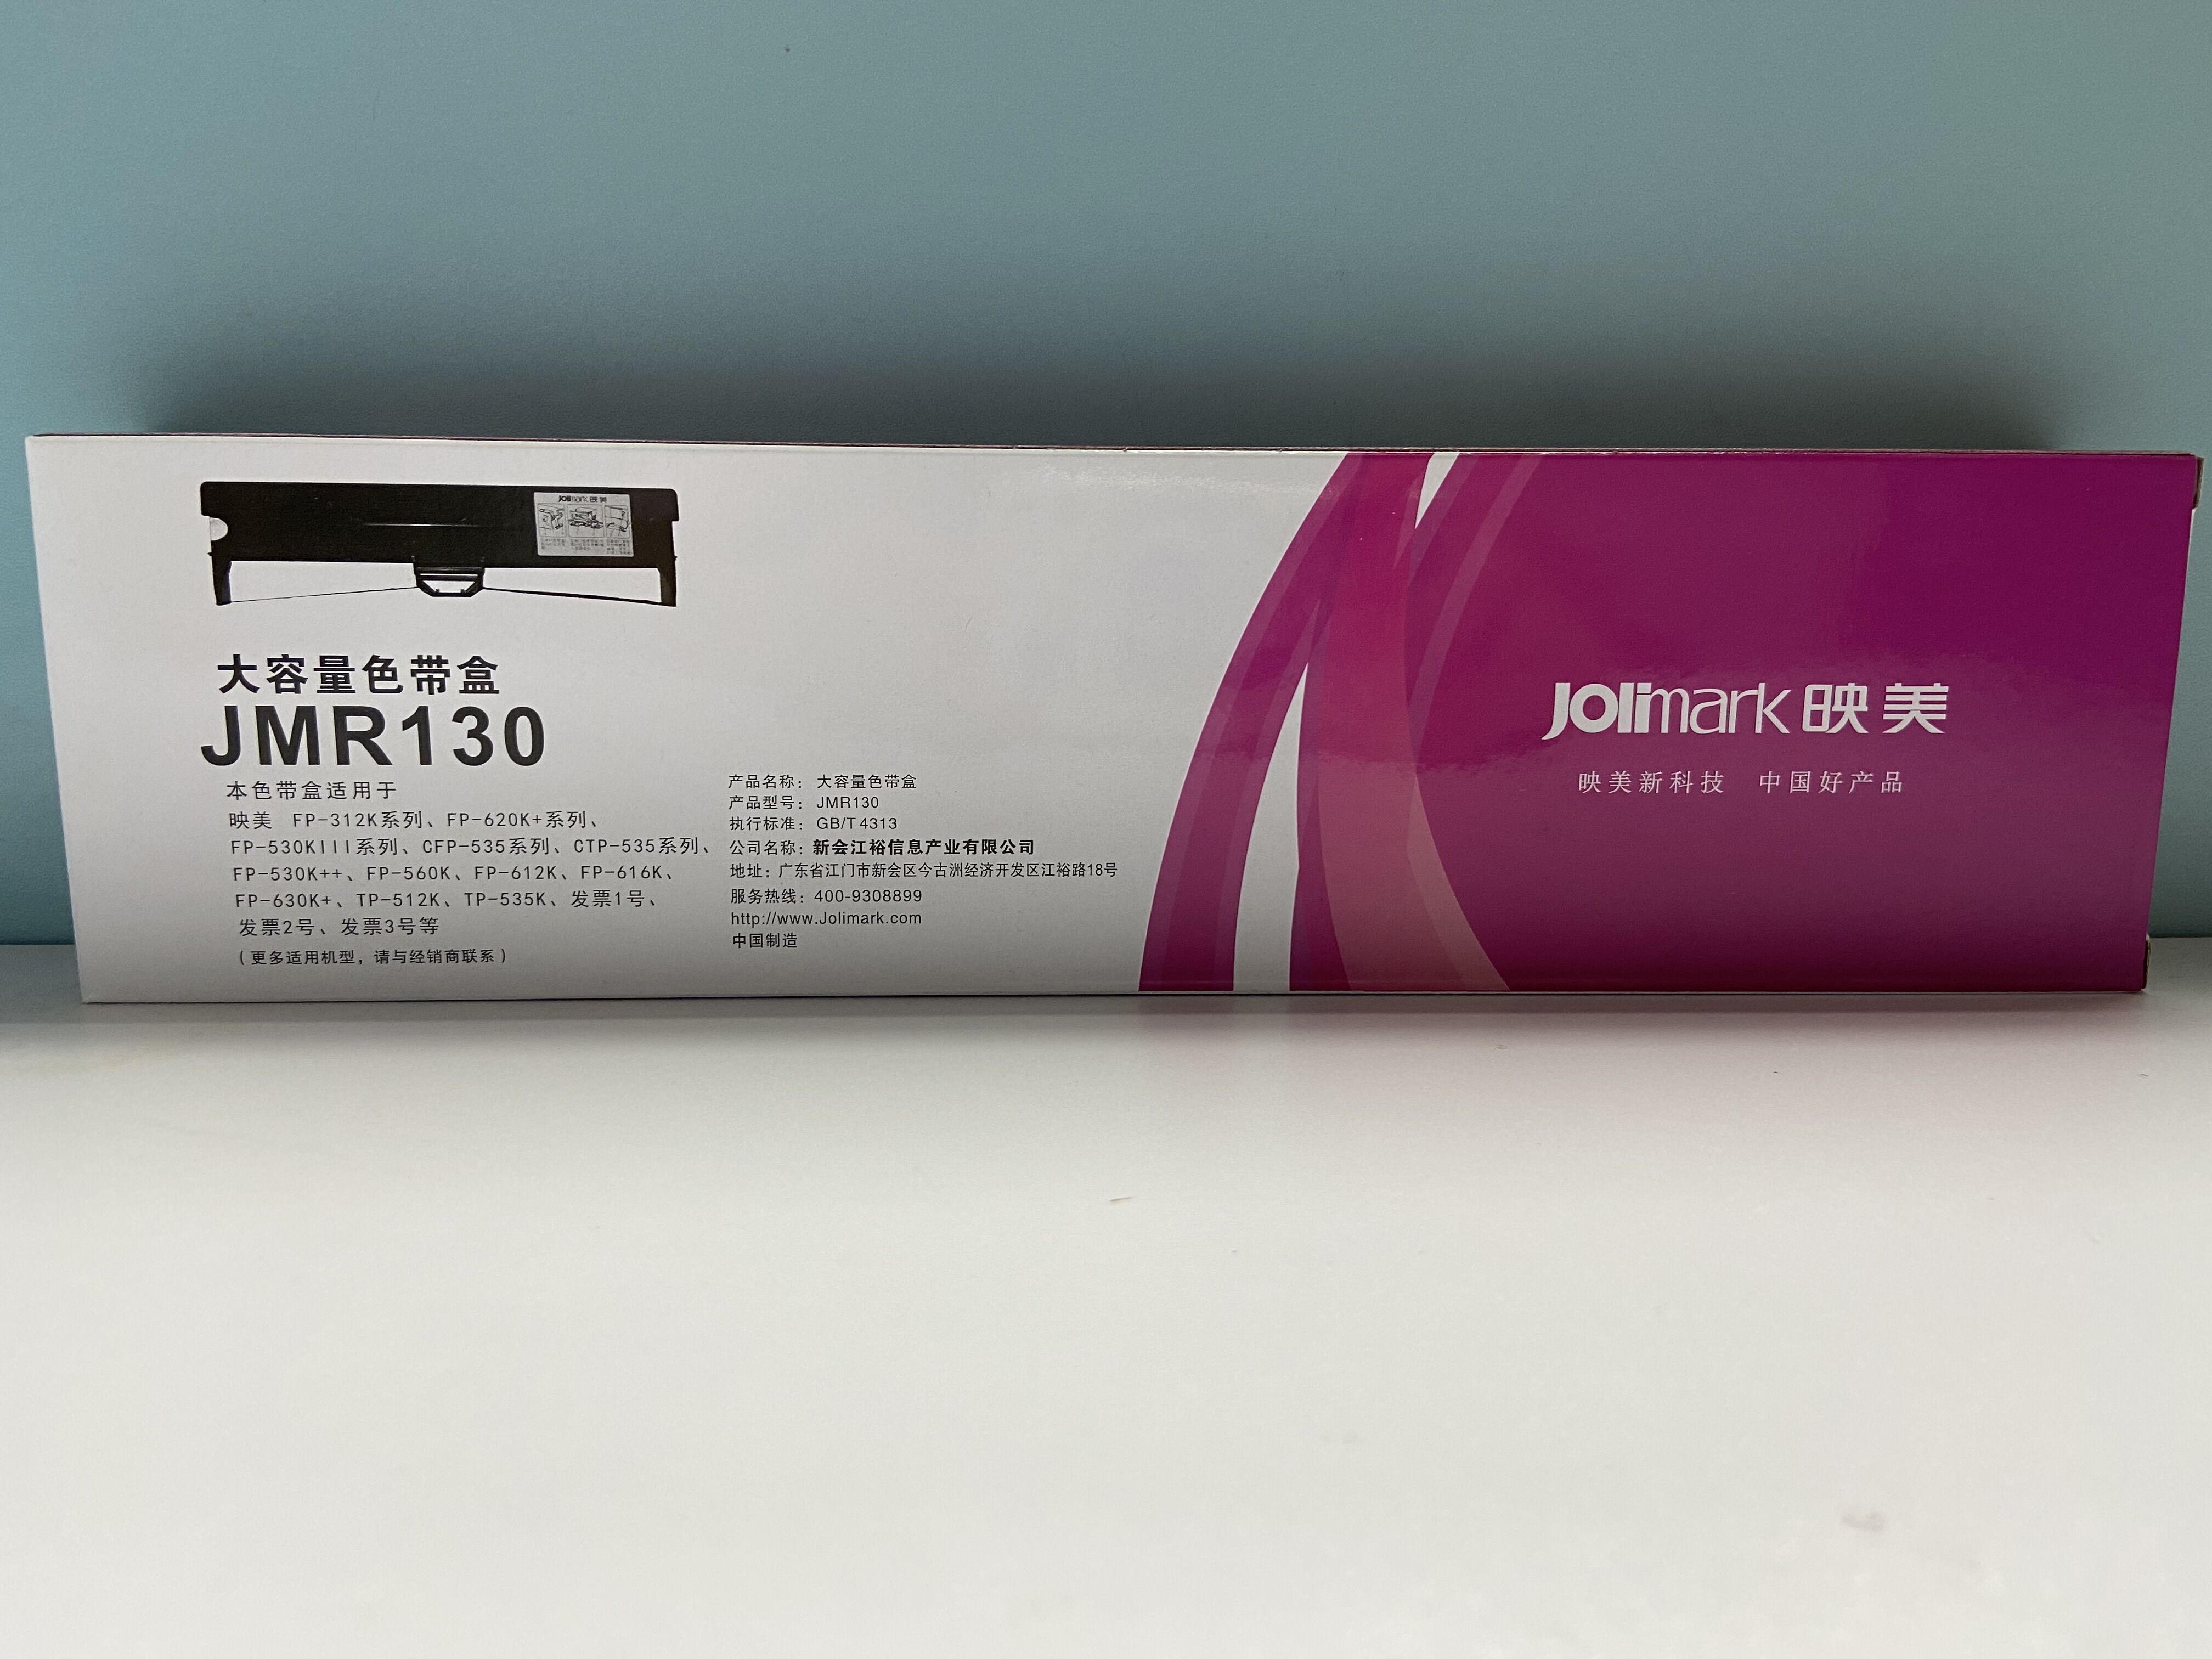 Jolimark 映美
大容量色带盒
JMR130
本色带盒适用于
映美 FP-312K系列、FP-620K+系列、
FP-530KIII系列、CFP-535系列、CTP-535系列、
FP-530K++、FP-560K、FP-612K、FP-616K、
FP-630K+、TP-512K、TP-535K、发票1号、
发票2号、发票3号等
(更多适用机型，请与经销商联系)
产品名称： 大容量色带盒
产品型号： JMR130
执行标准： GB/T 4313
公司名称：新会江裕信息产业有限公司
地址：广东省江门市新会区今古洲经济开发区江裕路18号
服务热线：400-9308899
http://www.Jolimark.com
中国制造
Jolimark 映美
映美新科技 中国好产品